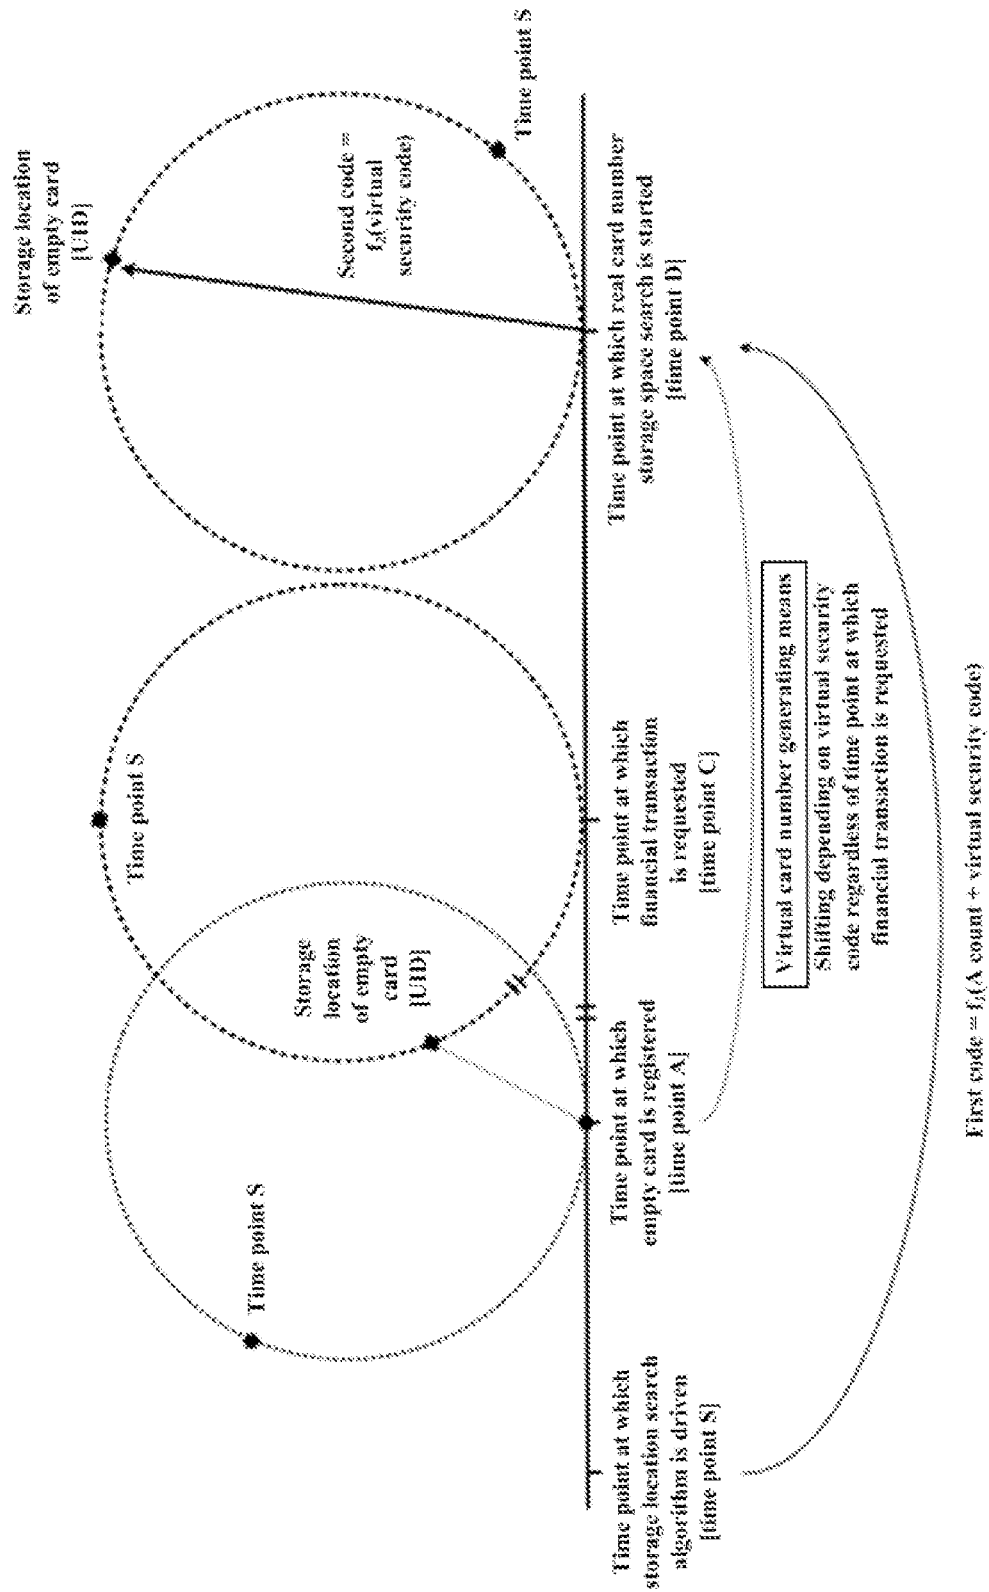 Time point S
Storage
location
of empty
card
[UID]
Time point S
Storage location
of empty card
[UID]
Second code =
f₂(virtual
security code)
Time point S
Time point at which
storage location search
algorithm is driven
[time point S]
Time point at which
empty card is registered
[time point A]
Time point at which
financial transaction
is requested
[time point C]
Time point at which real card number
storage space search is started
[time point D]
Virtual card number generating means
Shifting depending on virtual security
code regardless of time point at which
financial transaction is requested
First code = f₁(A count + virtual security code)